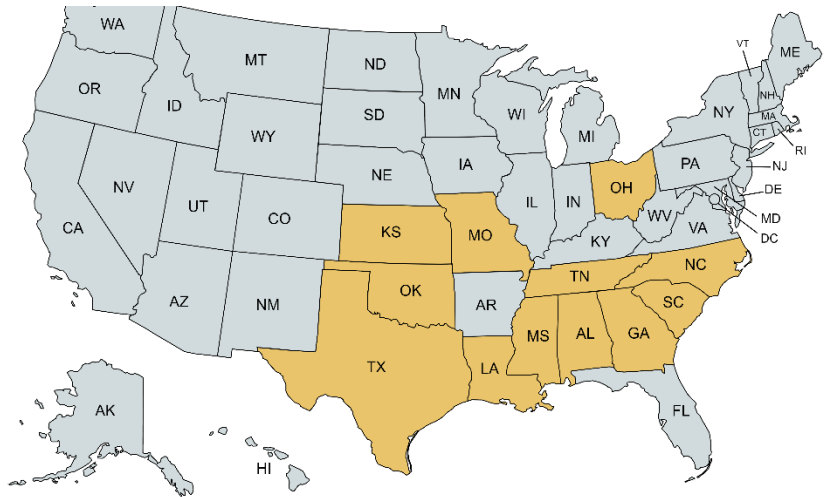 WA
MT
ND
MN
OR
ID
SD
WI
MI
NY
VT
ME
NH
MA
CT
RI
WY
IA
NE
NV
UT
CO
CA
IL
IN
OH
PA
NJ
DE
MD
DC
WV
VA
KY
KS
MO
TN
NC
SC
AZ
NM
OK
AR
MS
AL
GA
TX
LA
FL
AK
HI